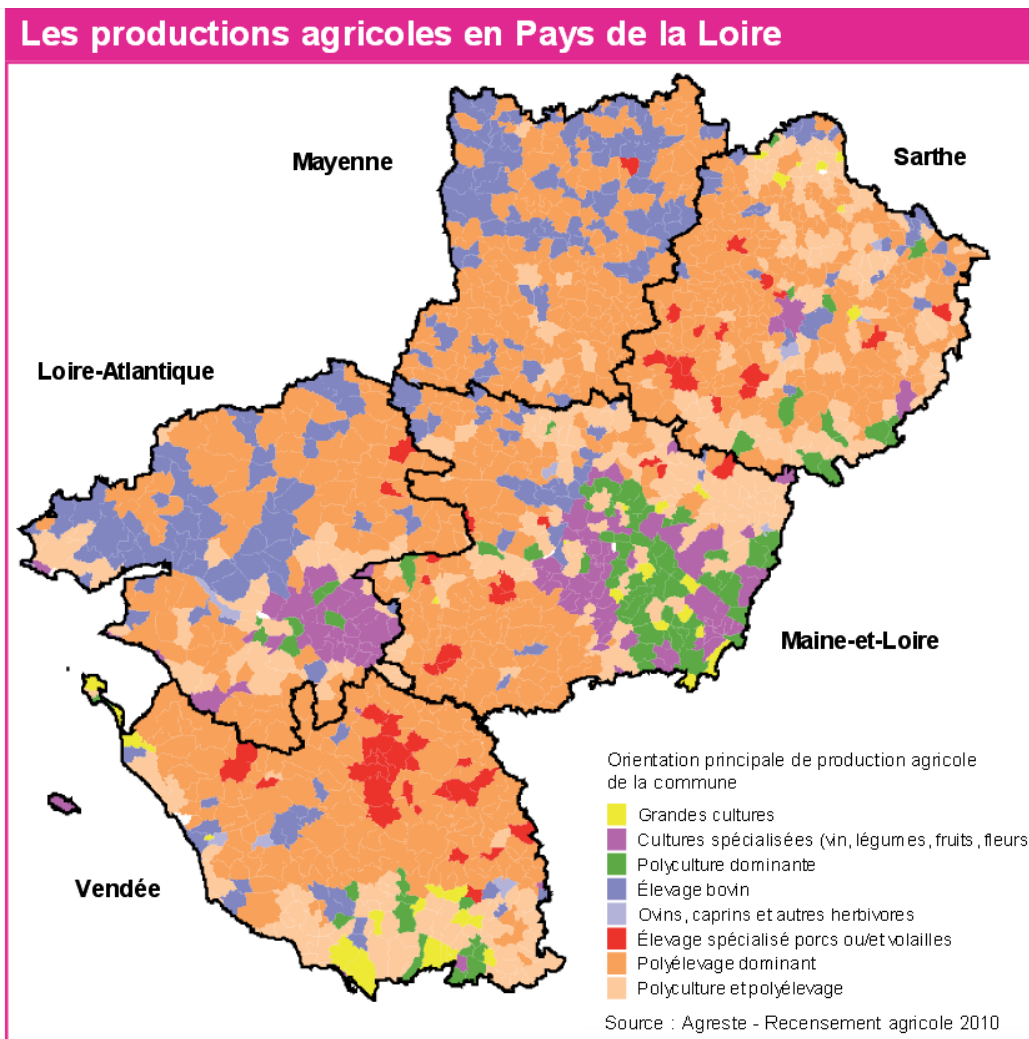 Les productions agricoles en Pays de la Loire
Mayenne
Sarthe
Loire-Atlantique
Maine-et-Loire
Vendée
Orientation principale de production agricole
de la commune
Grandes cultures
Cultures spécialisées (vin, légumes, fruits, fleurs
Polyculture dominante
Élevage bovin
Ovins, caprins et autres herbivores
Élevage spécialisé porcs ou/et volailles
Polyélevage dominant
Polyculture et polyélevage
Source : Agreste - Recensement agricole 2010